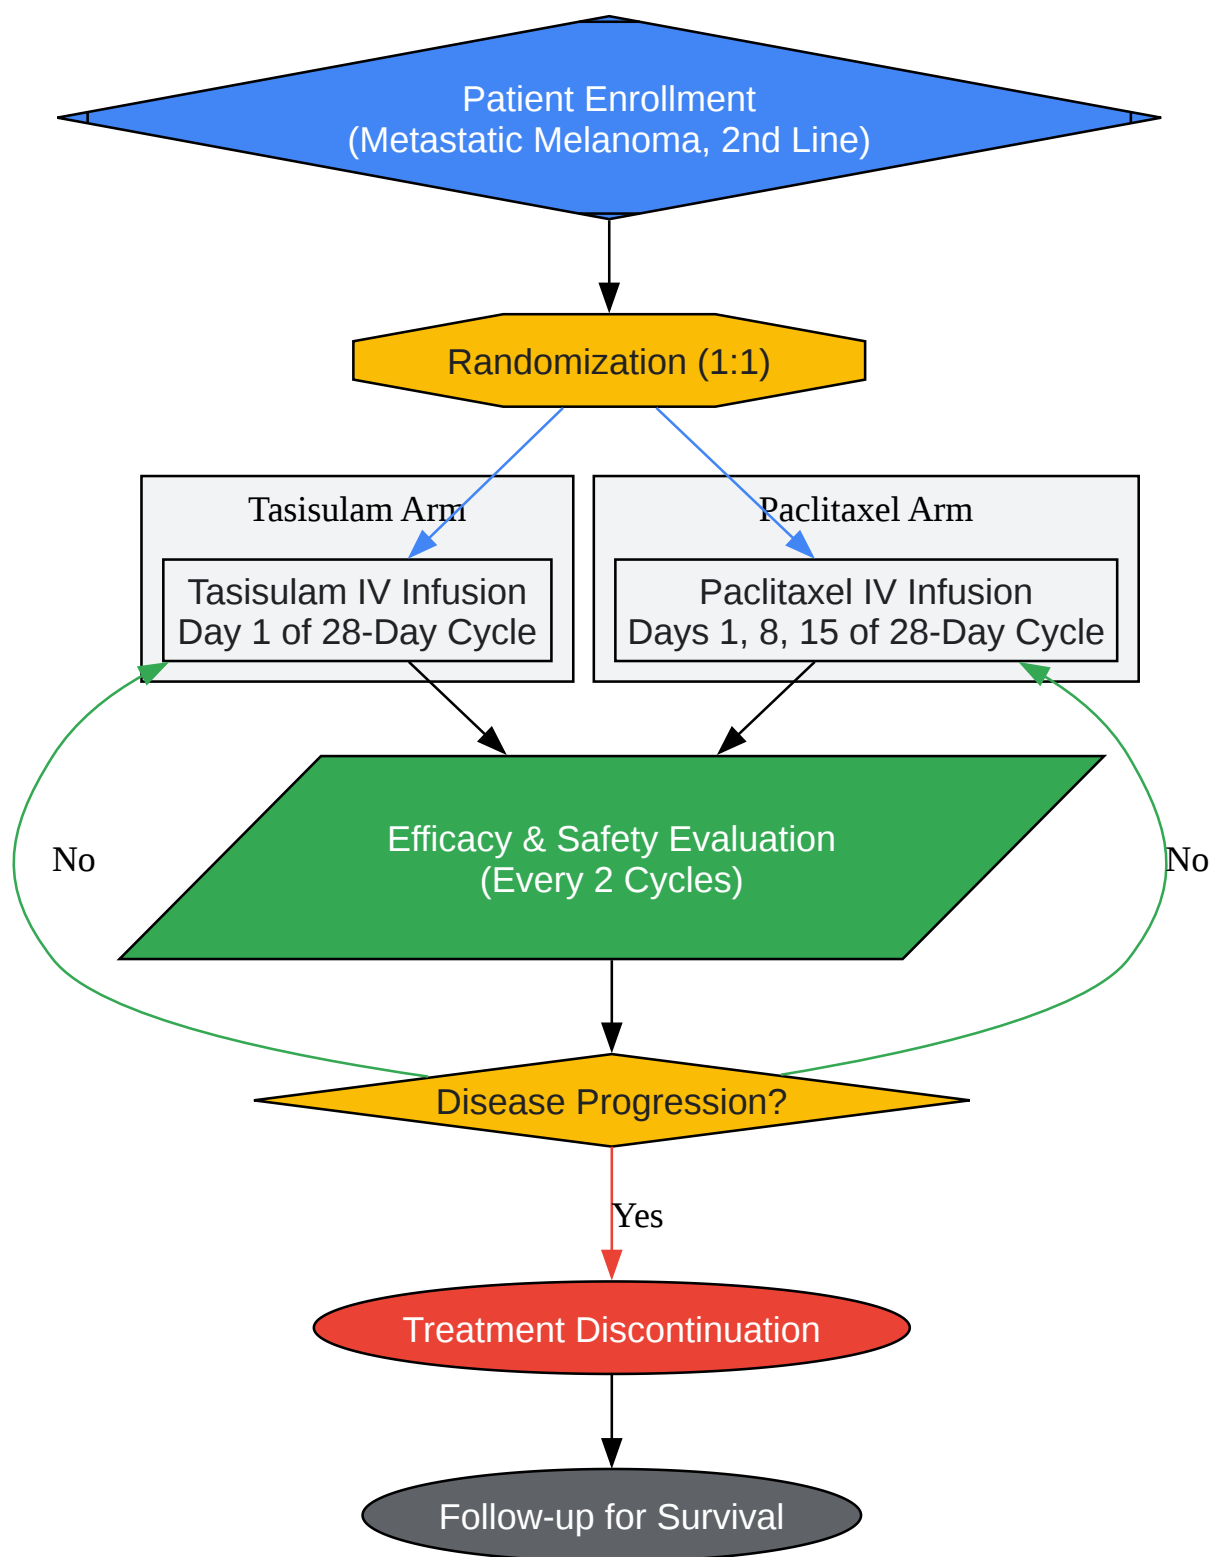 Patient Enrollment
(Metastatic Melanoma, 2nd Line)
Randomization (1:1)
Tasisulam Arm
Tasisulam IV Infusion
Day 1 of 28-Day Cycle
Paclitaxel Arm
Paclitaxel IV Infusion
Days 1, 8, 15 of 28-Day Cycle
Efficacy & Safety Evaluation
(Every 2 Cycles)
No
No
Disease Progression?
Yes
Treatment Discontinuation
Follow-up for Survival